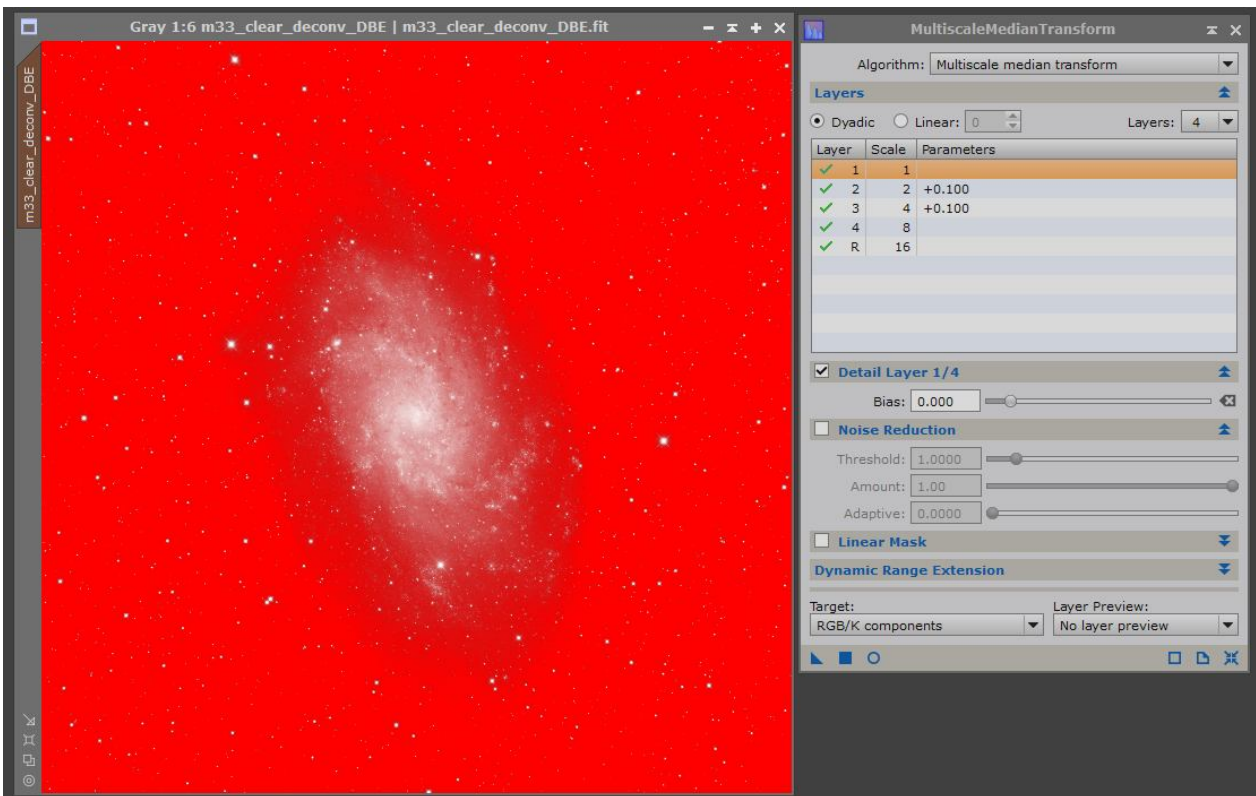 Gray 1:6 m33_clear_deconv_DBE | m33_clear_deconv_DBE.fit
m33_clear_deconv_DBE
MultiscaleMedianTransform
Algorithm: Multiscale median transform
Layers
Dyadic Linear: 0 Layers: 4
Layer Scale Parameters
1 1
2 2 +0.100
3 4 +0.100
4 8
R 16
Detail Layer 1/4
Bias: 0.000
Noise Reduction
Threshold: 1.0000
Amount: 1.00
Adaptive: 0.0000
Linear Mask
Dynamic Range Extension
Target: Layer Preview:
RGB/K components No layer preview